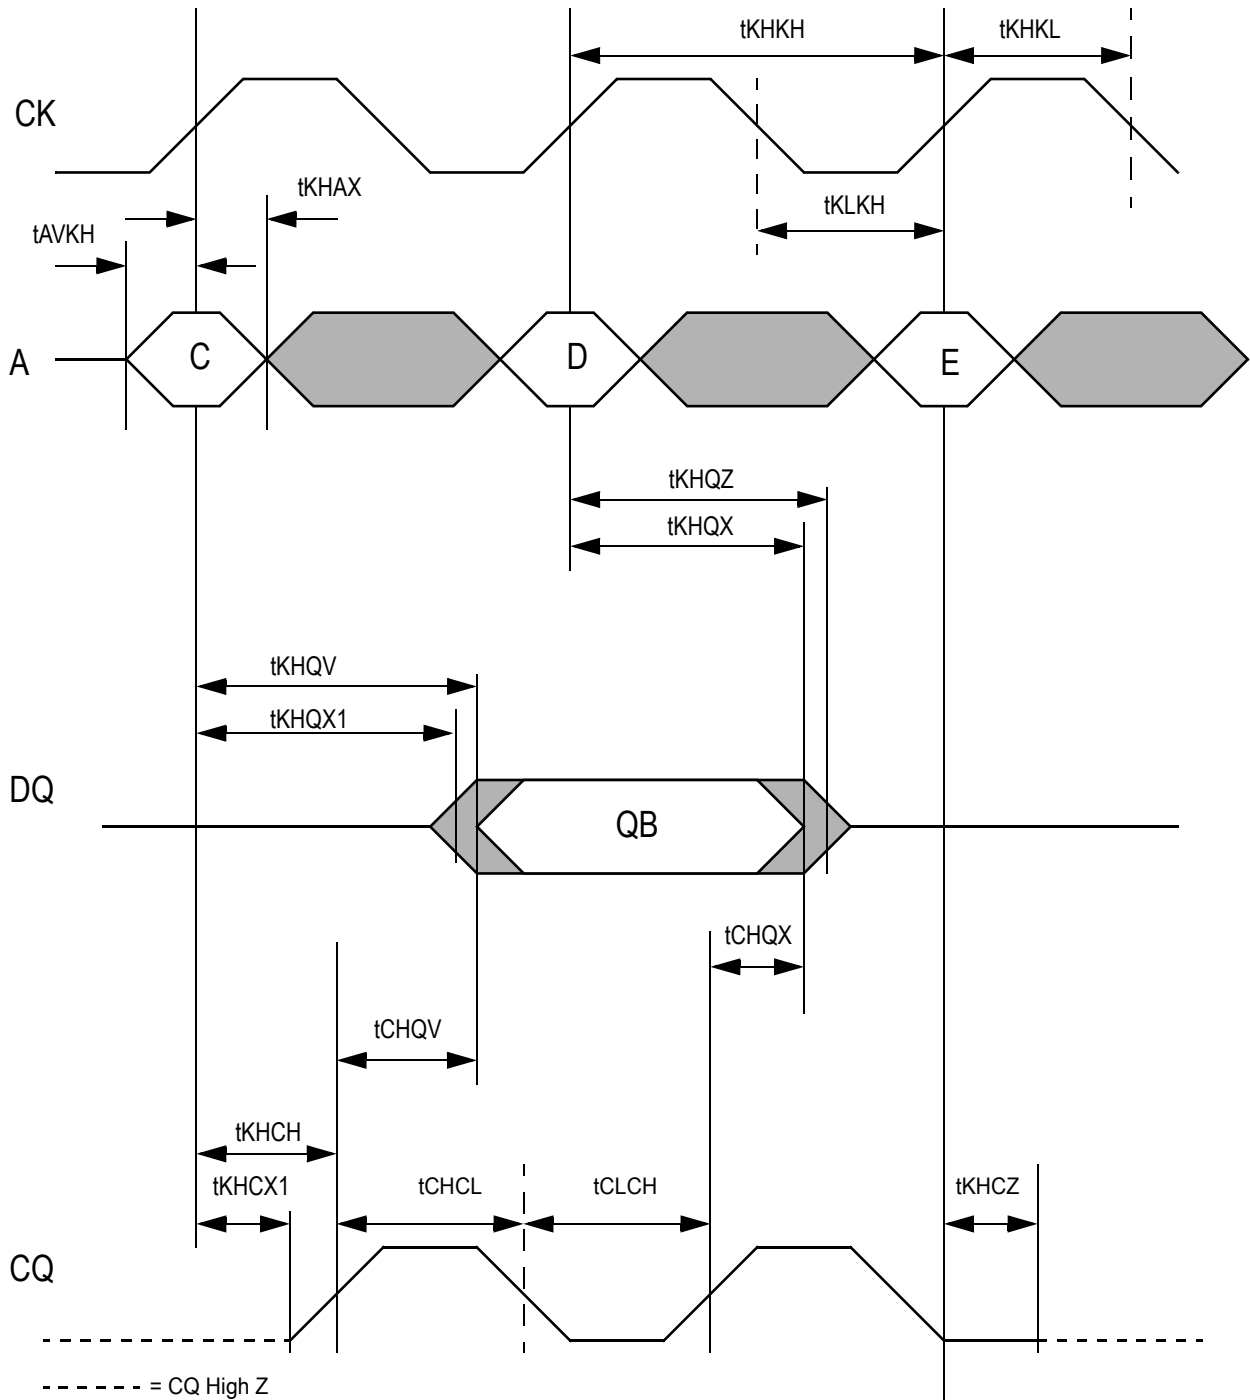 tKHKH
tKHKL
CK
tKHAX
tKLKH
tAVKH
A
C
D
E
tKHQZ
tKHQX
tKHQV
tKHQX1
DQ
QB
tCHQX
tCHQV
tKHCH
tKHCX1
tCHCL
tCLCH
tKHCZ
CQ
= CQ High Z